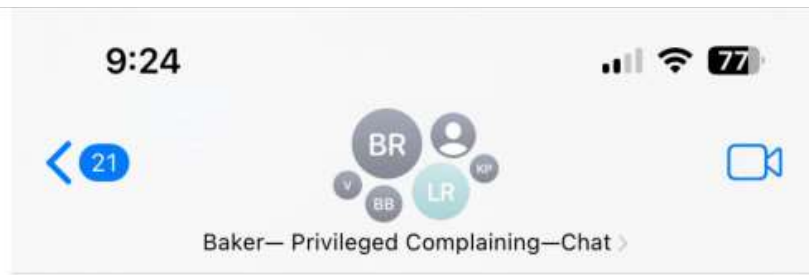 9:24
77
21
BR
KP
V
BB
LR
Baker— Privileged Complaining—Chat